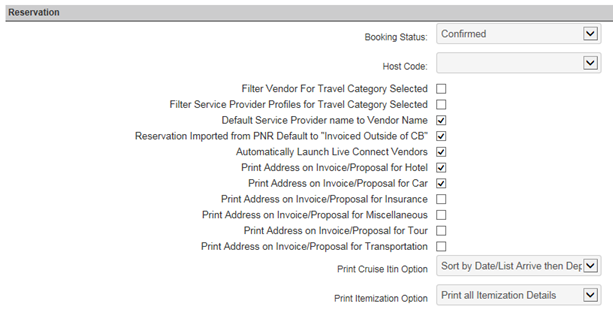 Reservation
Booking Status: Confirmed
Host Code:
Filter Vendor For Travel Category Selected
Filter Service Provider Profiles for Travel Category Selected
Default Service Provider name to Vendor Name
Reservation Imported from PNR Default to "Invoiced Outside of CB"
Automatically Launch Live Connect Vendors
Print Address on Invoice/Proposal for Hotel
Print Address on Invoice/Proposal for Car
Print Address on Invoice/Proposal for Insurance
Print Address on Invoice/Proposal for Miscellaneous
Print Address on Invoice/Proposal for Tour
Print Address on Invoice/Proposal for Transportation
Print Cruise Itin Option Sort by Date/List Arrive then Dep
Print Itemization Option Print all Itemization Details